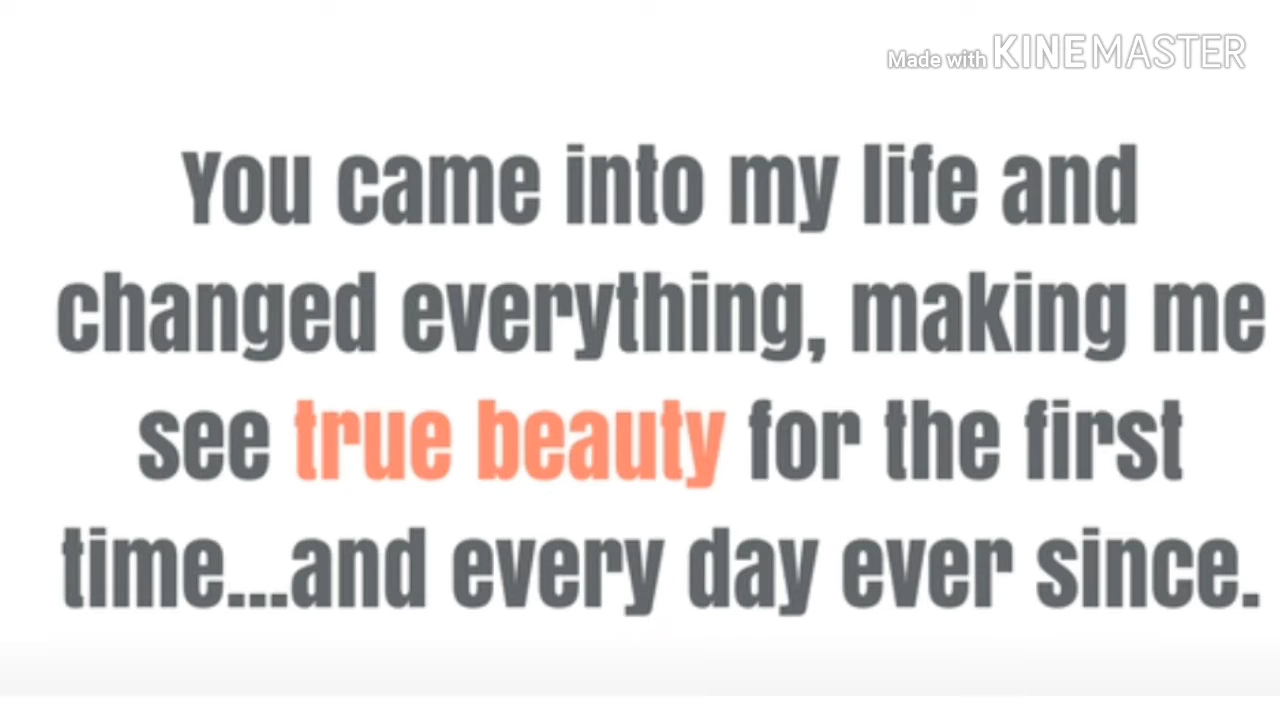 Made with KINEMASTER
You came into my life and
changed everything, making me
see true beauty for the first
time...and every day ever since.